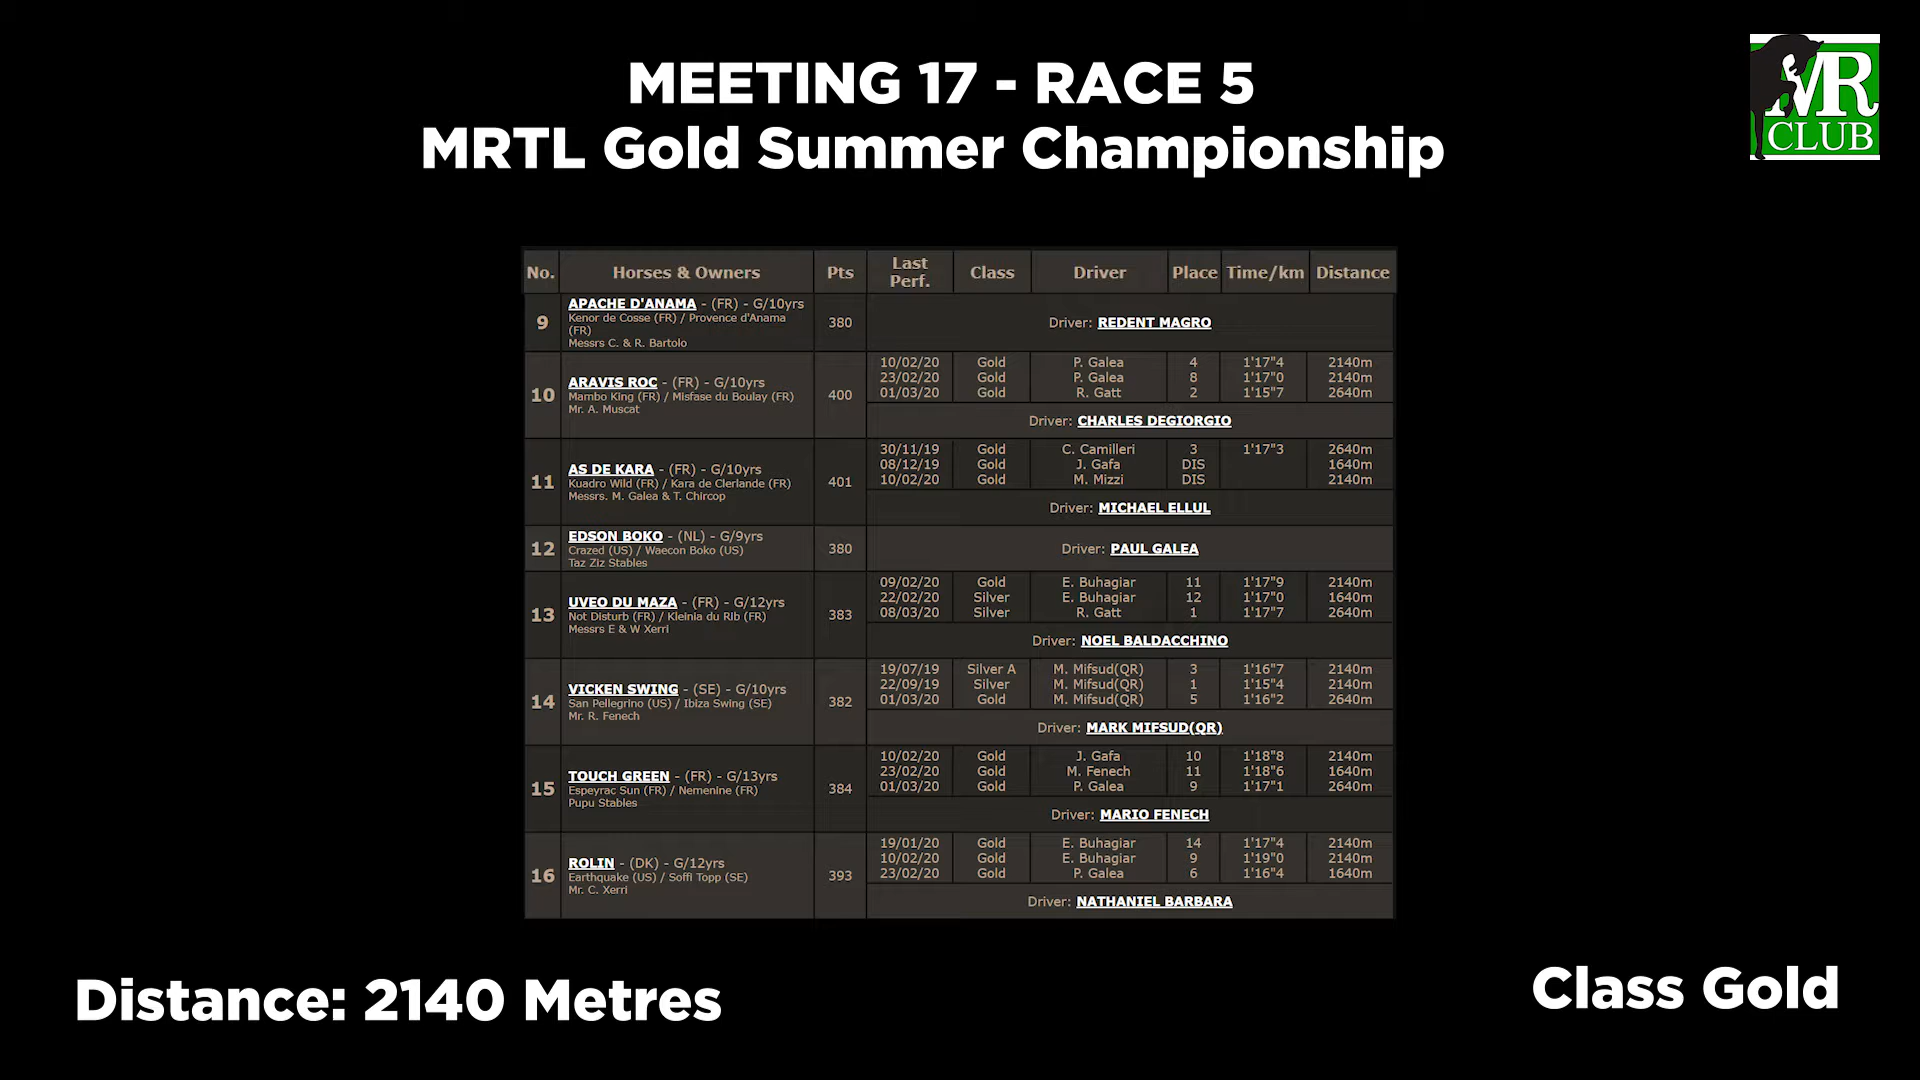 MEETING 17 - RACE 5
MRTL Gold Summer Championship
MR
CLUB
No. Horses & Owners Pts Last Perf. Class Driver Place Time/km Distance
9 APACHE D'ANAMA - (FR) - G/10yrs 380
Kenor de Cosse (FR) / Provence d'Anama
(FR)
Messrs C. & R. Bartolo
Driver: REDENT MAGRO
10 ARAVIS ROC - (FR) - G/10yrs 400
Mambo King (FR) / Misfase du Boulay (FR)
Mr. A. Muscat
10/02/20 Gold P. Galea 4 1'17"4 2140m
23/02/20 Gold P. Galea 8 1'17"0 2140m
01/03/20 Gold R. Gatt 2 1'15"7 2640m
Driver: CHARLES DEGIORGIO
11 AS DE KARA - (FR) - G/10yrs 401
Kuadro Wild (FR) / Kara de Clerlande (FR)
Messrs. M. Galea & T. Chircop
30/11/19 Gold C. Camilleri 3 1'17"3 2640m
08/12/19 Gold J. Gafa DIS 1640m
10/02/20 Gold M. Mizzi DIS 2140m
Driver: MICHAEL ELLUL
12 EDSON BOKO - (NL) - G/9yrs 380
Crazed (US) / Waecon Boko (US)
Taz Ziz Stables
Driver: PAUL GALEA
13 UVEO DU MAZA - (FR) - G/12yrs 383
Not Disturb (FR) / Kleinia du Rib (FR)
Messrs E & W Xerri
09/02/20 Gold E. Buhagiar 11 1'17"9 2140m
22/02/20 Silver E. Buhagiar 12 1'17"0 1640m
08/03/20 Silver R. Gatt 1 1'17"7 2640m
Driver: NOEL BALDACCHINO
14 VICKEN SWING - (SE) - G/10yrs 382
San Pellegrino (US) / Ibiza Swing (SE)
Mr. R. Fenech
19/07/19 Silver A M. Mifsud(QR) 3 1'16"7 2140m
22/09/19 Silver M. Mifsud(QR) 1 1'15"4 2140m
01/03/20 Gold M. Mifsud(QR) 5 1'16"2 2640m
Driver: MARK MIFSUD(QR)
15 TOUCH GREEN - (FR) - G/13yrs 384
Espeyrac Sun (FR) / Nemenine (FR)
Pupu Stables
10/02/20 Gold J. Gafa 10 1'18"8 2140m
23/02/20 Gold M. Fenech 11 1'18"6 1640m
01/03/20 Gold P. Galea 9 1'17"1 2640m
Driver: MARIO FENECH
16 ROLIN - (DK) - G/12yrs 393
Earthquake (US) / Soffi Topp (SE)
Mr. C. Xerri
19/01/20 Gold E. Buhagiar 14 1'17"4 2140m
10/02/20 Gold E. Buhagiar 9 1'19"0 2140m
23/02/20 Gold P. Galea 6 1'16"4 1640m
Driver: NATHANIEL BARBARA
Distance: 2140 Metres
Class Gold